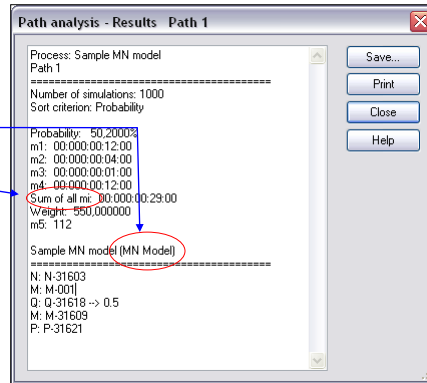 Path analysis - Results Path 1
Process: Sample MN model
Path 1
========================================
Number of simulations: 1000
Sort criterion: Probability
Probability: 50,2000%
m1: 00:000:00:12:00
m2: 00:000:00:04:00
m3: 00:000:00:01:00
m4: 00:000:00:12:00
Sum of all mi: 00:000:00:29:00
Weight: 550,000000
m5: 112
Sample MN model (MN Model)
========================================
N: N-31603
M: M-001
Q: Q-31618 --> 0.5
M: M-31609
P: P-31621
Save...
Print
Close
Help